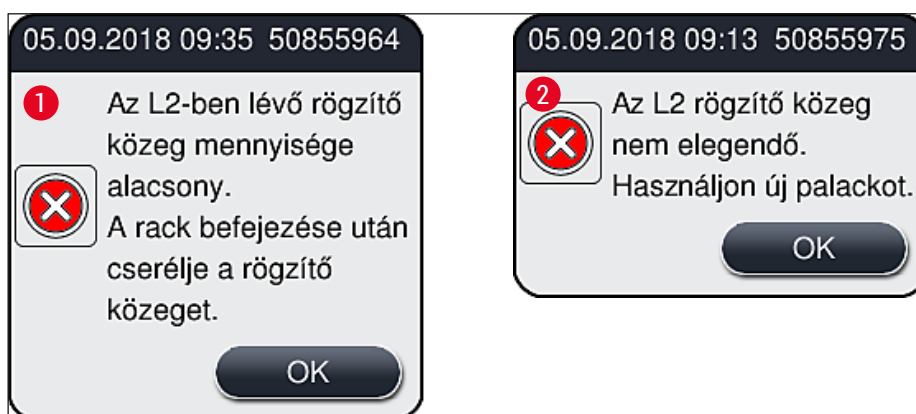 05.09.2018 09:35 50855964
1
Az L2-ben lévő rögzítő
közeg mennyisége
alacsony.
A rack befejezése után
cserélje a rögzítő
közeget.
OK
05.09.2018 09:13 50855975
2
Az L2 rögzítő közeg
nem elegendő.
Használjon új palackot.
OK